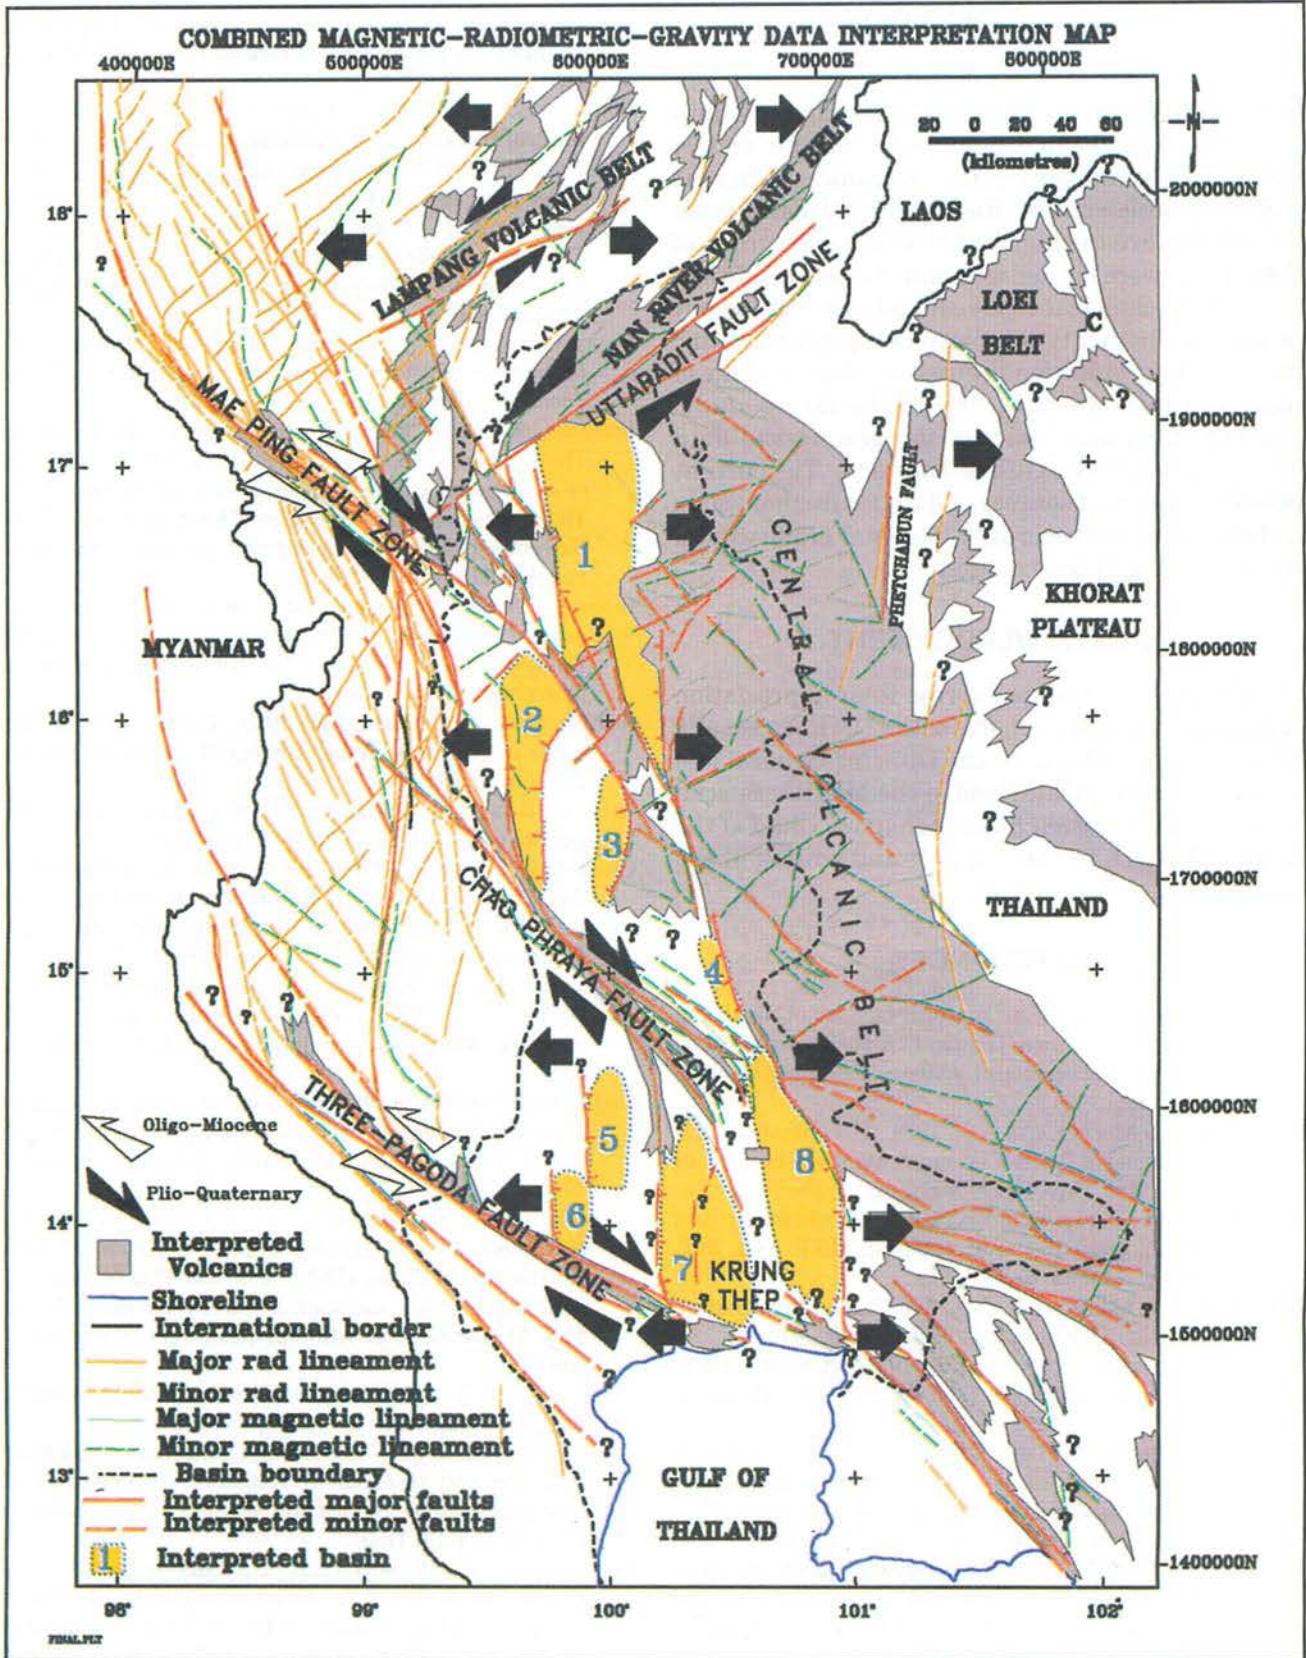 COMBINED MAGNETIC-RADIOMETRIC-GRAVITY DATA INTERPRETATION MAP
400000E 500000E 600000E 700000E 800000E
20 0 20 40 60
(kilometres)
N
2000000N
1900000N
1800000N
1700000N
1600000N
1500000N
1400000N
18°
17°
16°
15°
14°
13°
98° 99° 100° 101° 102°
LAMPANG VOLCANIC BELT
NAN RIVER VOLCANIC BELT
UTTARADIT FAULT ZONE
LAOS
LOEI
BELT
C
MAE PING FAULT ZONE
PHETCHABUN FAULT
CENTRAL VOLCANIC BELT
KHORAT
PLATEAU
MYANMAR
THAILAND
CHAO PHRAYA FAULT ZONE
THREE-PAGODA FAULT ZONE
1
2
3
4
5
6
7
8
KRUNG
THEP
GULF OF
THAILAND
Oligo-Miocene
Plio-Quaternary
Interpreted
Volcanics
Shoreline
International border
Major rad lineament
Minor rad lineament
Major magnetic lineament
Minor magnetic lineament
Basin boundary
Interpreted major faults
Interpreted minor faults
1 Interpreted basin
FINAL.PLT